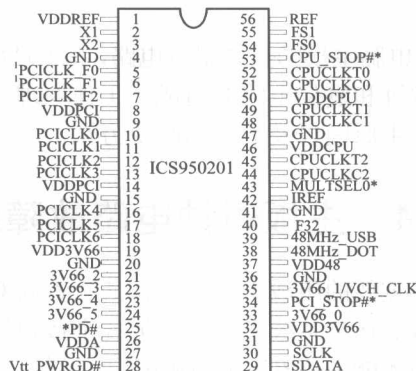 VDDREF 1 56 REF
X1 2 55 FS1
X2 3 54 FS0
GND 4 53 CPU_STOP#*
¹PCICLK_F0 5 52 CPUCLKT0
¹PCICLK_F1 6 51 CPUCLKC0
PCICLK_F2 7 50 VDDCPU
VDDPCI 8 49 CPUCLKT1
GND 9 48 CPUCLKC1
PCICLK0 10 47 GND
PCICLK1 11 46 VDDCPU
PCICLK2 12 45 CPUCLKT2
ICS950201
PCICLK3 13 44 CPUCLKC2
VDDPCI 14 43 MULTSEL0*
GND 15 42 IREF
PCICLK4 16 41 GND
PCICLK5 17 40 F32
PCICLK6 18 39 48MHz_USB
VDD3V66 19 38 48MHz_DOT
GND 20 37 VDD48
3V66_2 21 36 GND
3V66_3 22 35 3V66_1/VCH_CLK
3V66_4 23 34 PCI_STOP#*
3V66_5 24 33 3V66_0
*PD# 25 32 VDD3V66
VDDA 26 31 GND
GND 27 30 SCLK
Vtt_PWRGD# 28 29 SDATA